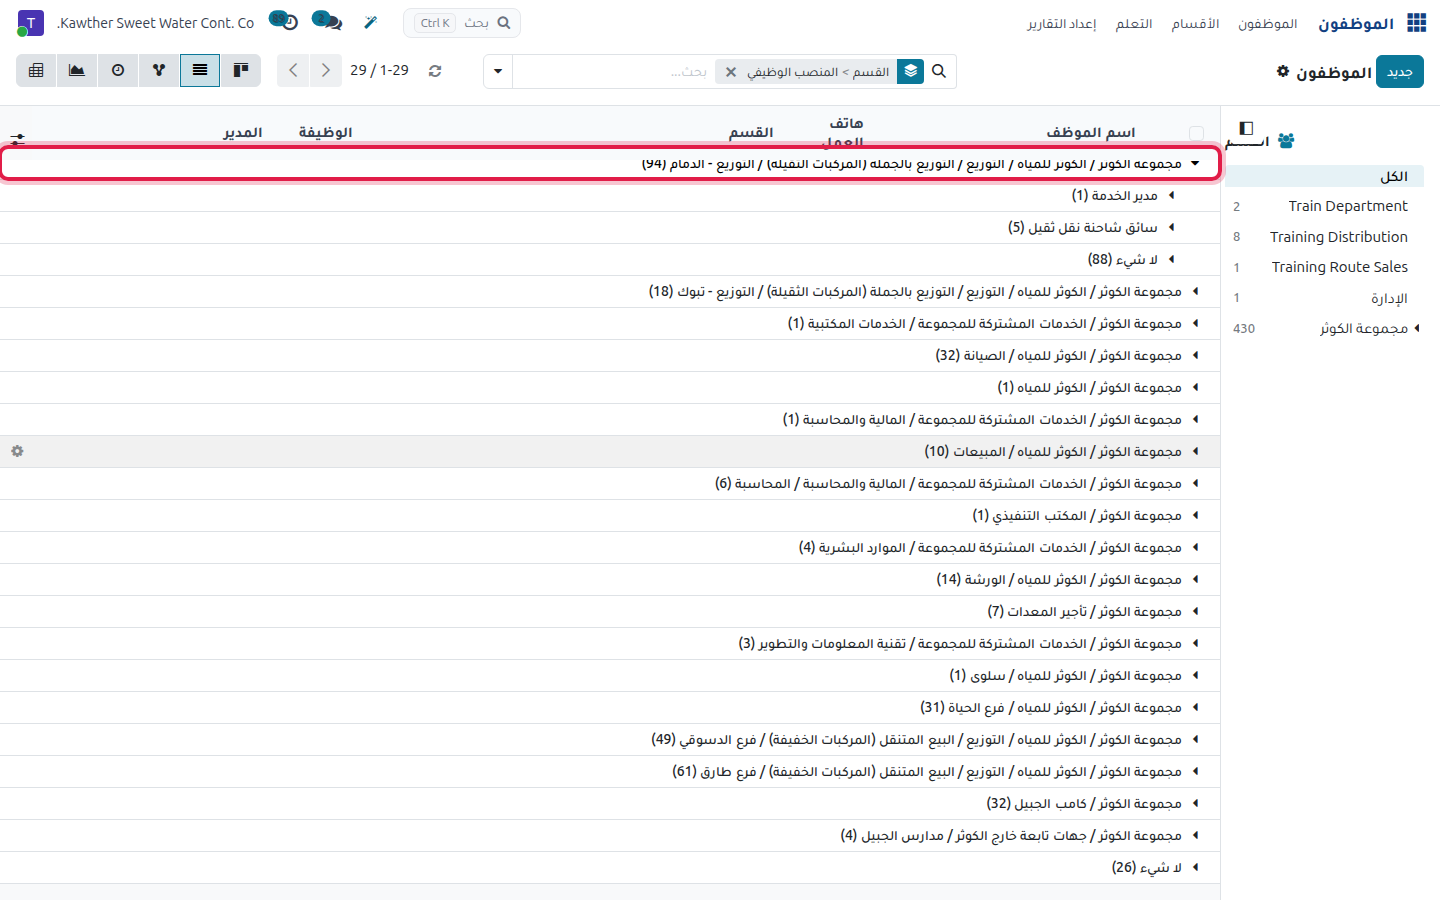 الموظفون
الموظفون
الأقسام
التعلم
إعداد التقارير
بحث Ctrl K
2
Kawther Sweet Water Cont. Co.
T
جديد
الموظفون
القسم > المنصب الوظيفي
بحث...
1-29 / 29
الكل
Train Department 2
Training Distribution 8
Training Route Sales 1
الإدارة 1
مجموعة الكوثر 430
اسم الموظف
هاتف العمل
القسم
الوظيفة
المدير
مجموعة الكوثر / الكوثر للمياه / التوزيع / التوزيع بالجملة (المركبات الثقيلة) / التوزيع - الدمام (94)
مدير الخدمة (1)
سائق شاحنة نقل ثقيل (5)
لا شيء (88)
مجموعة الكوثر / الكوثر للمياه / التوزيع / التوزيع بالجملة (المركبات الثقيلة) / التوزيع - تبوك (18)
مجموعة الكوثر / الخدمات المشتركة للمجموعة / الخدمات المكتبية (1)
مجموعة الكوثر / الكوثر للمياه / الصيانة (32)
مجموعة الكوثر / الكوثر للمياه (1)
مجموعة الكوثر / الخدمات المشتركة للمجموعة / المالية والمحاسبة (1)
مجموعة الكوثر / الكوثر للمياه / المبيعات (10)
مجموعة الكوثر / الخدمات المشتركة للمجموعة / المالية والمحاسبة / المحاسبة (6)
مجموعة الكوثر / المكتب التنفيذي (1)
مجموعة الكوثر / الخدمات المشتركة للمجموعة / الموارد البشرية (4)
مجموعة الكوثر / الكوثر للمياه / الورشة (14)
مجموعة الكوثر / تأجير المعدات (7)
مجموعة الكوثر / الخدمات المشتركة للمجموعة / تقنية المعلومات والتطوير (3)
مجموعة الكوثر / الكوثر للمياه / سلوى (1)
مجموعة الكوثر / الكوثر للمياه / فرع الحياة (31)
مجموعة الكوثر / الكوثر للمياه / التوزيع / البيع المتنقل (المركبات الخفيفة) / فرع الدسوقي (49)
مجموعة الكوثر / الكوثر للمياه / التوزيع / البيع المتنقل (المركبات الخفيفة) / فرع طارق (61)
مجموعة الكوثر / كامب الجبيل (32)
مجموعة الكوثر / جهات تابعة خارج الكوثر / مدارس الجبيل (4)
لا شيء (26)